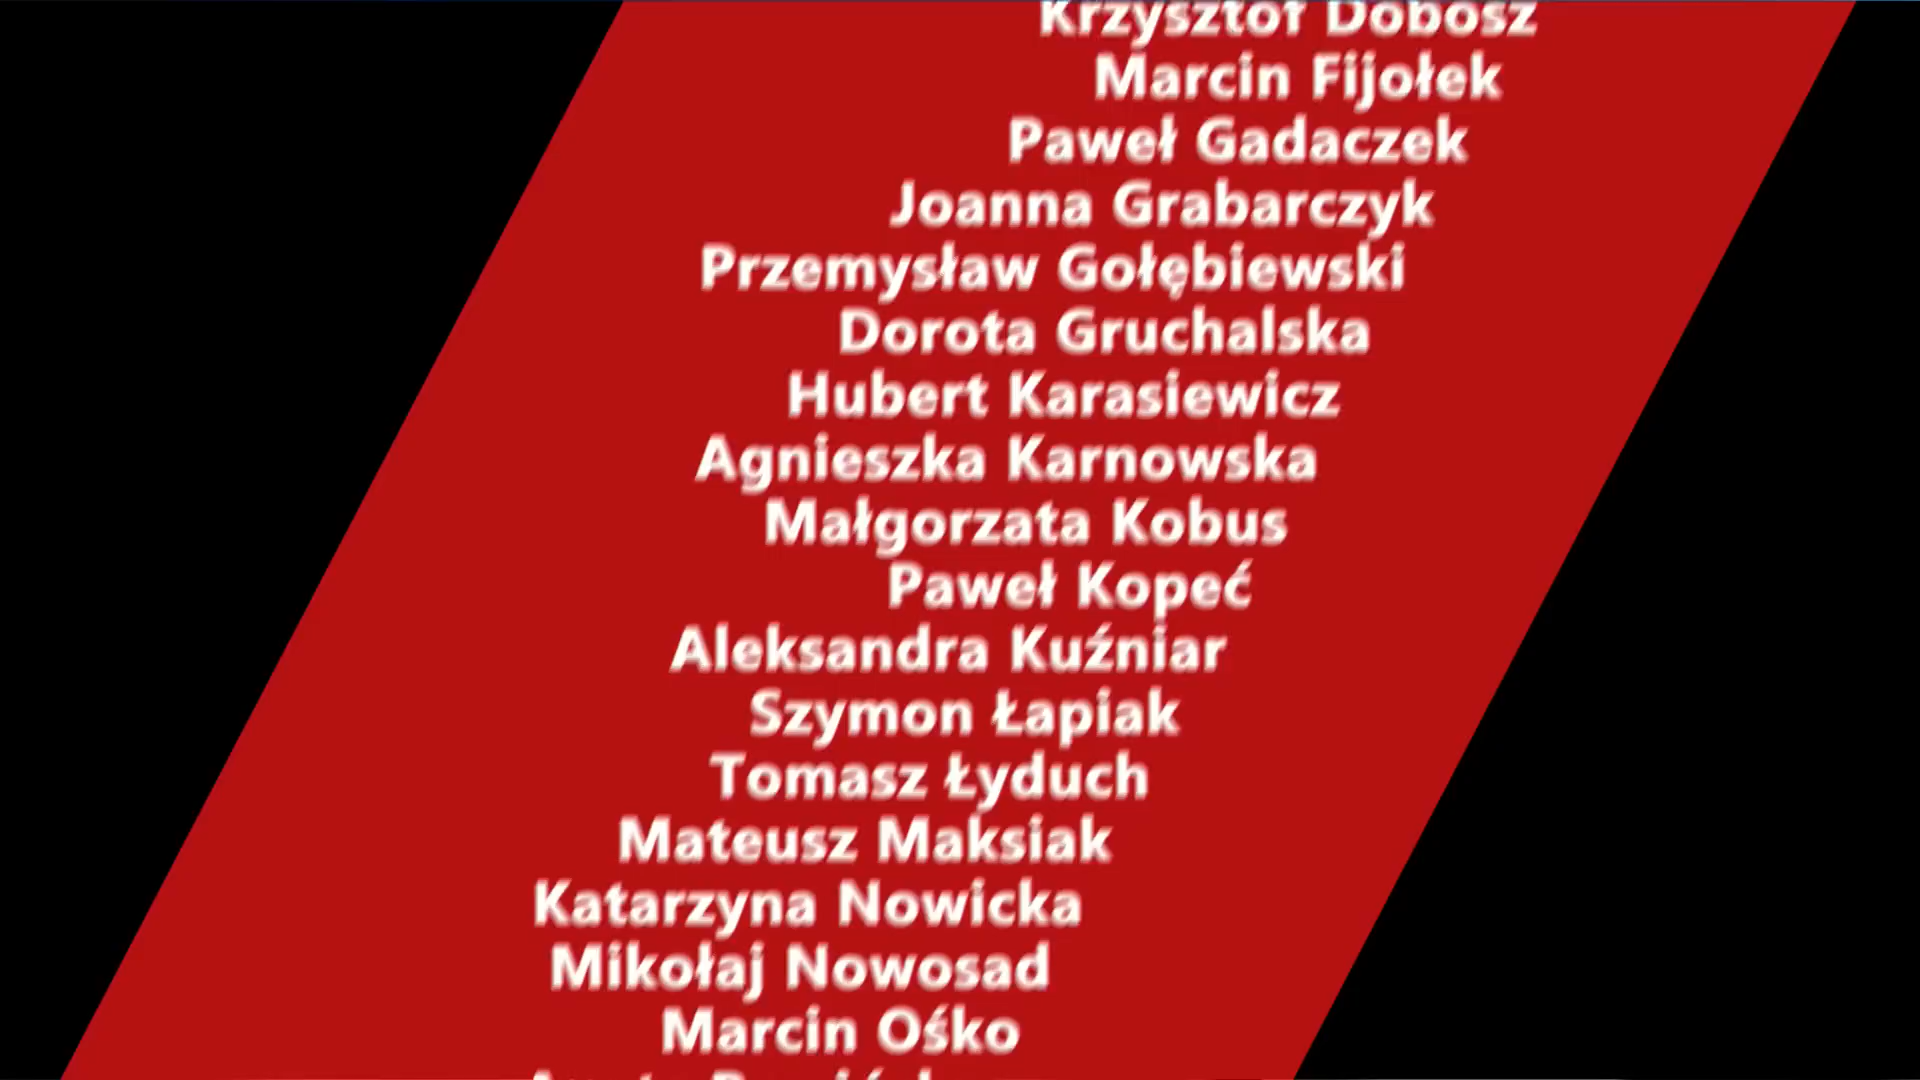 Krzysztof Dobosz
Marcin Fijołek
Paweł Gadaczek
Joanna Grabarczyk
Przemysław Gołębiewski
Dorota Gruchalska
Hubert Karasiewicz
Agnieszka Karnowska
Małgorzata Kobus
Paweł Kopeć
Aleksandra Kuźniar
Szymon Łapiak
Tomasz Łyduch
Mateusz Maksiak
Katarzyna Nowicka
Mikołaj Nowosad
Marcin Ośko